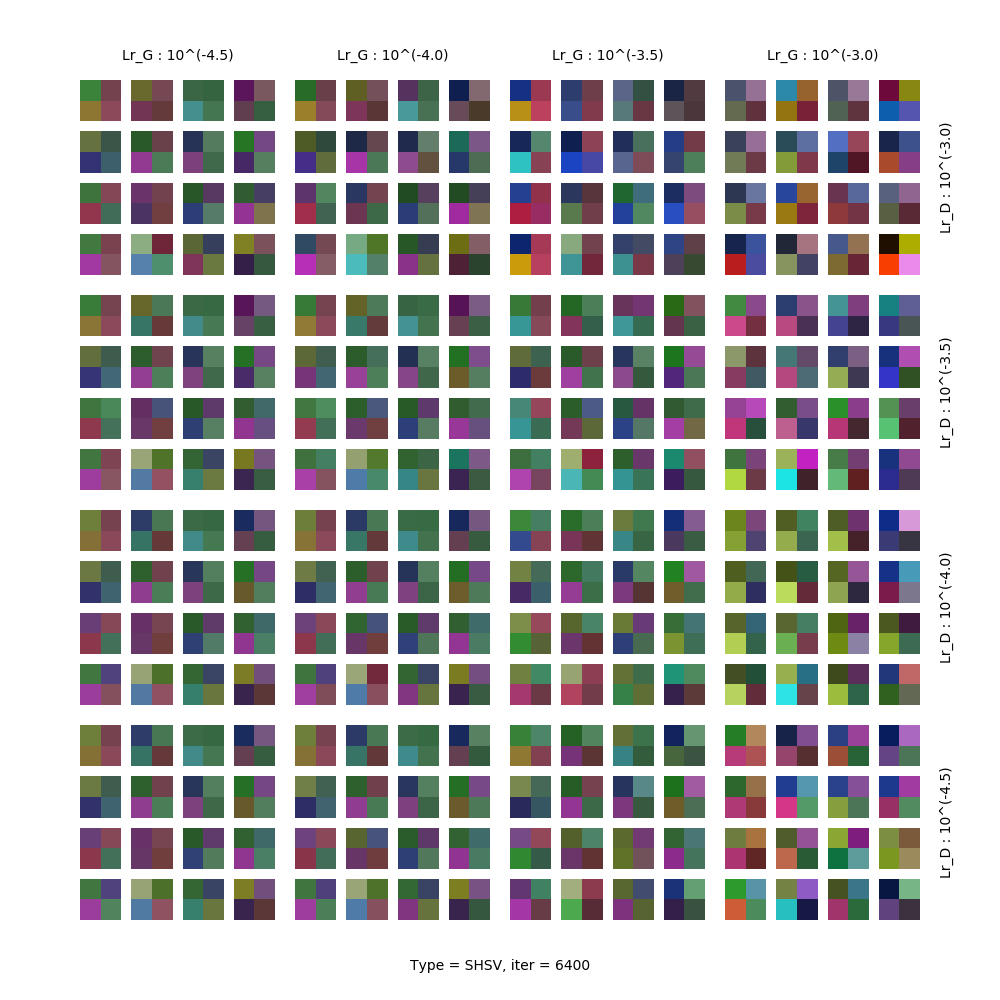 Lr_G : 10^(-4.5)
Lr_G : 10^(-4.0)
Lr_G : 10^(-3.5)
Lr_G : 10^(-3.0)
Lr_D : 10^(-3.0)
Lr_D : 10^(-3.5)
Lr_D : 10^(-4.0)
Lr_D : 10^(-4.5)
Type = SHSV, iter = 6400